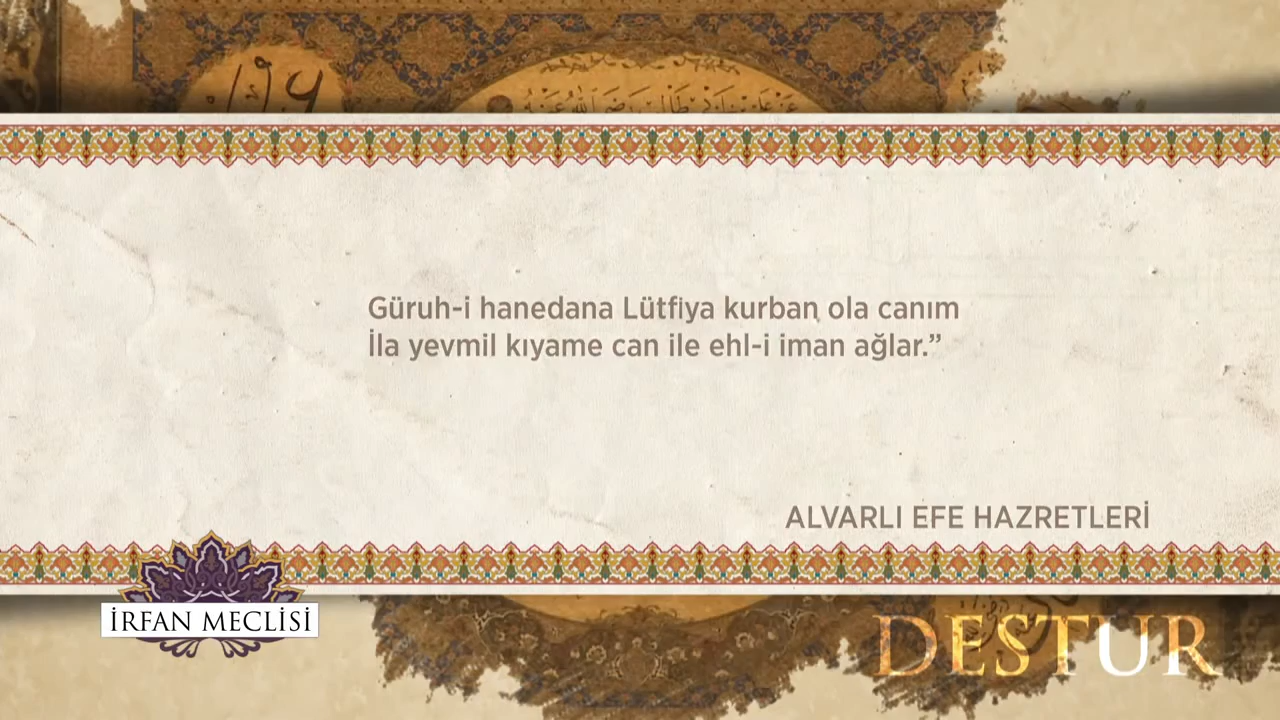 Güruh-i hanedana Lütfiya kurban ola canım
İla yevmil kıyame can ile ehl-i iman ağlar.”
ALVARLI EFE HAZRETLERİ
İRFAN MECLİSİ
DESTUR